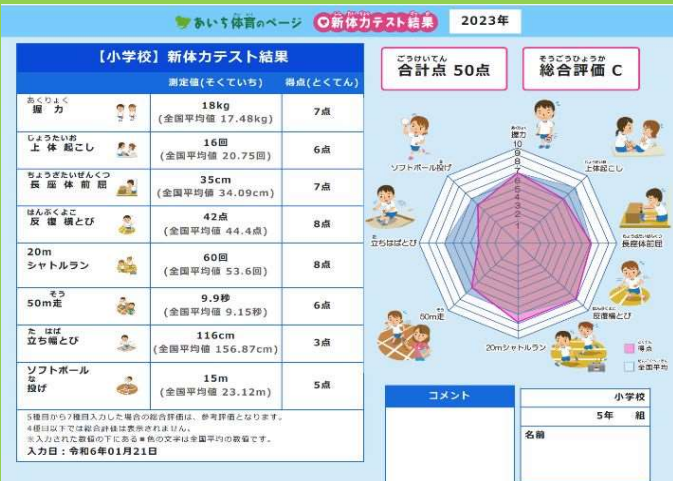 あいち体育のページ
新体力テスト結果
2023年
【小学校】新体力テスト結果
測定値(そくていち) 得点(とくてん)
あくりょく
握力
18kg
(全国平均値 17.48kg)
7点
じょうたいお
上体起こし
16回
(全国平均値 20.75回)
6点
ちょうざたいぜんくつ
長座体前屈
35cm
(全国平均値 34.09cm)
7点
はんぷくよこ
反復横とび
42点
(全国平均値 44.4点)
8点
20m
シャトルラン
60回
(全国平均値 53.6回)
8点
そう
50m走
9.9秒
(全国平均値 9.15秒)
6点
た はば
立ち幅とび
116cm
(全国平均値 156.87cm)
3点
ソフトボール
な
投げ
15m
(全国平均値 23.12m)
5点
5種目から7種目入力した場合の総合評価は、参考評価となります。
4種目以下では総合評価は表示されません。
※入力された数値の下にある■色の文字は全国平均の数値です。
入力日：令和6年01月21日
ごうけいてん
合計点 50点
そうごうひょうか
総合評価 C
握力
10
9
8
7
6
5
4
3
2
1
上体起こし
長座体前屈
反復横とび
20mシャトルラン
50m走
立ちはばとび
ソフトボール投げ
得点
全国平均
コメント
小学校
5年 組
名前